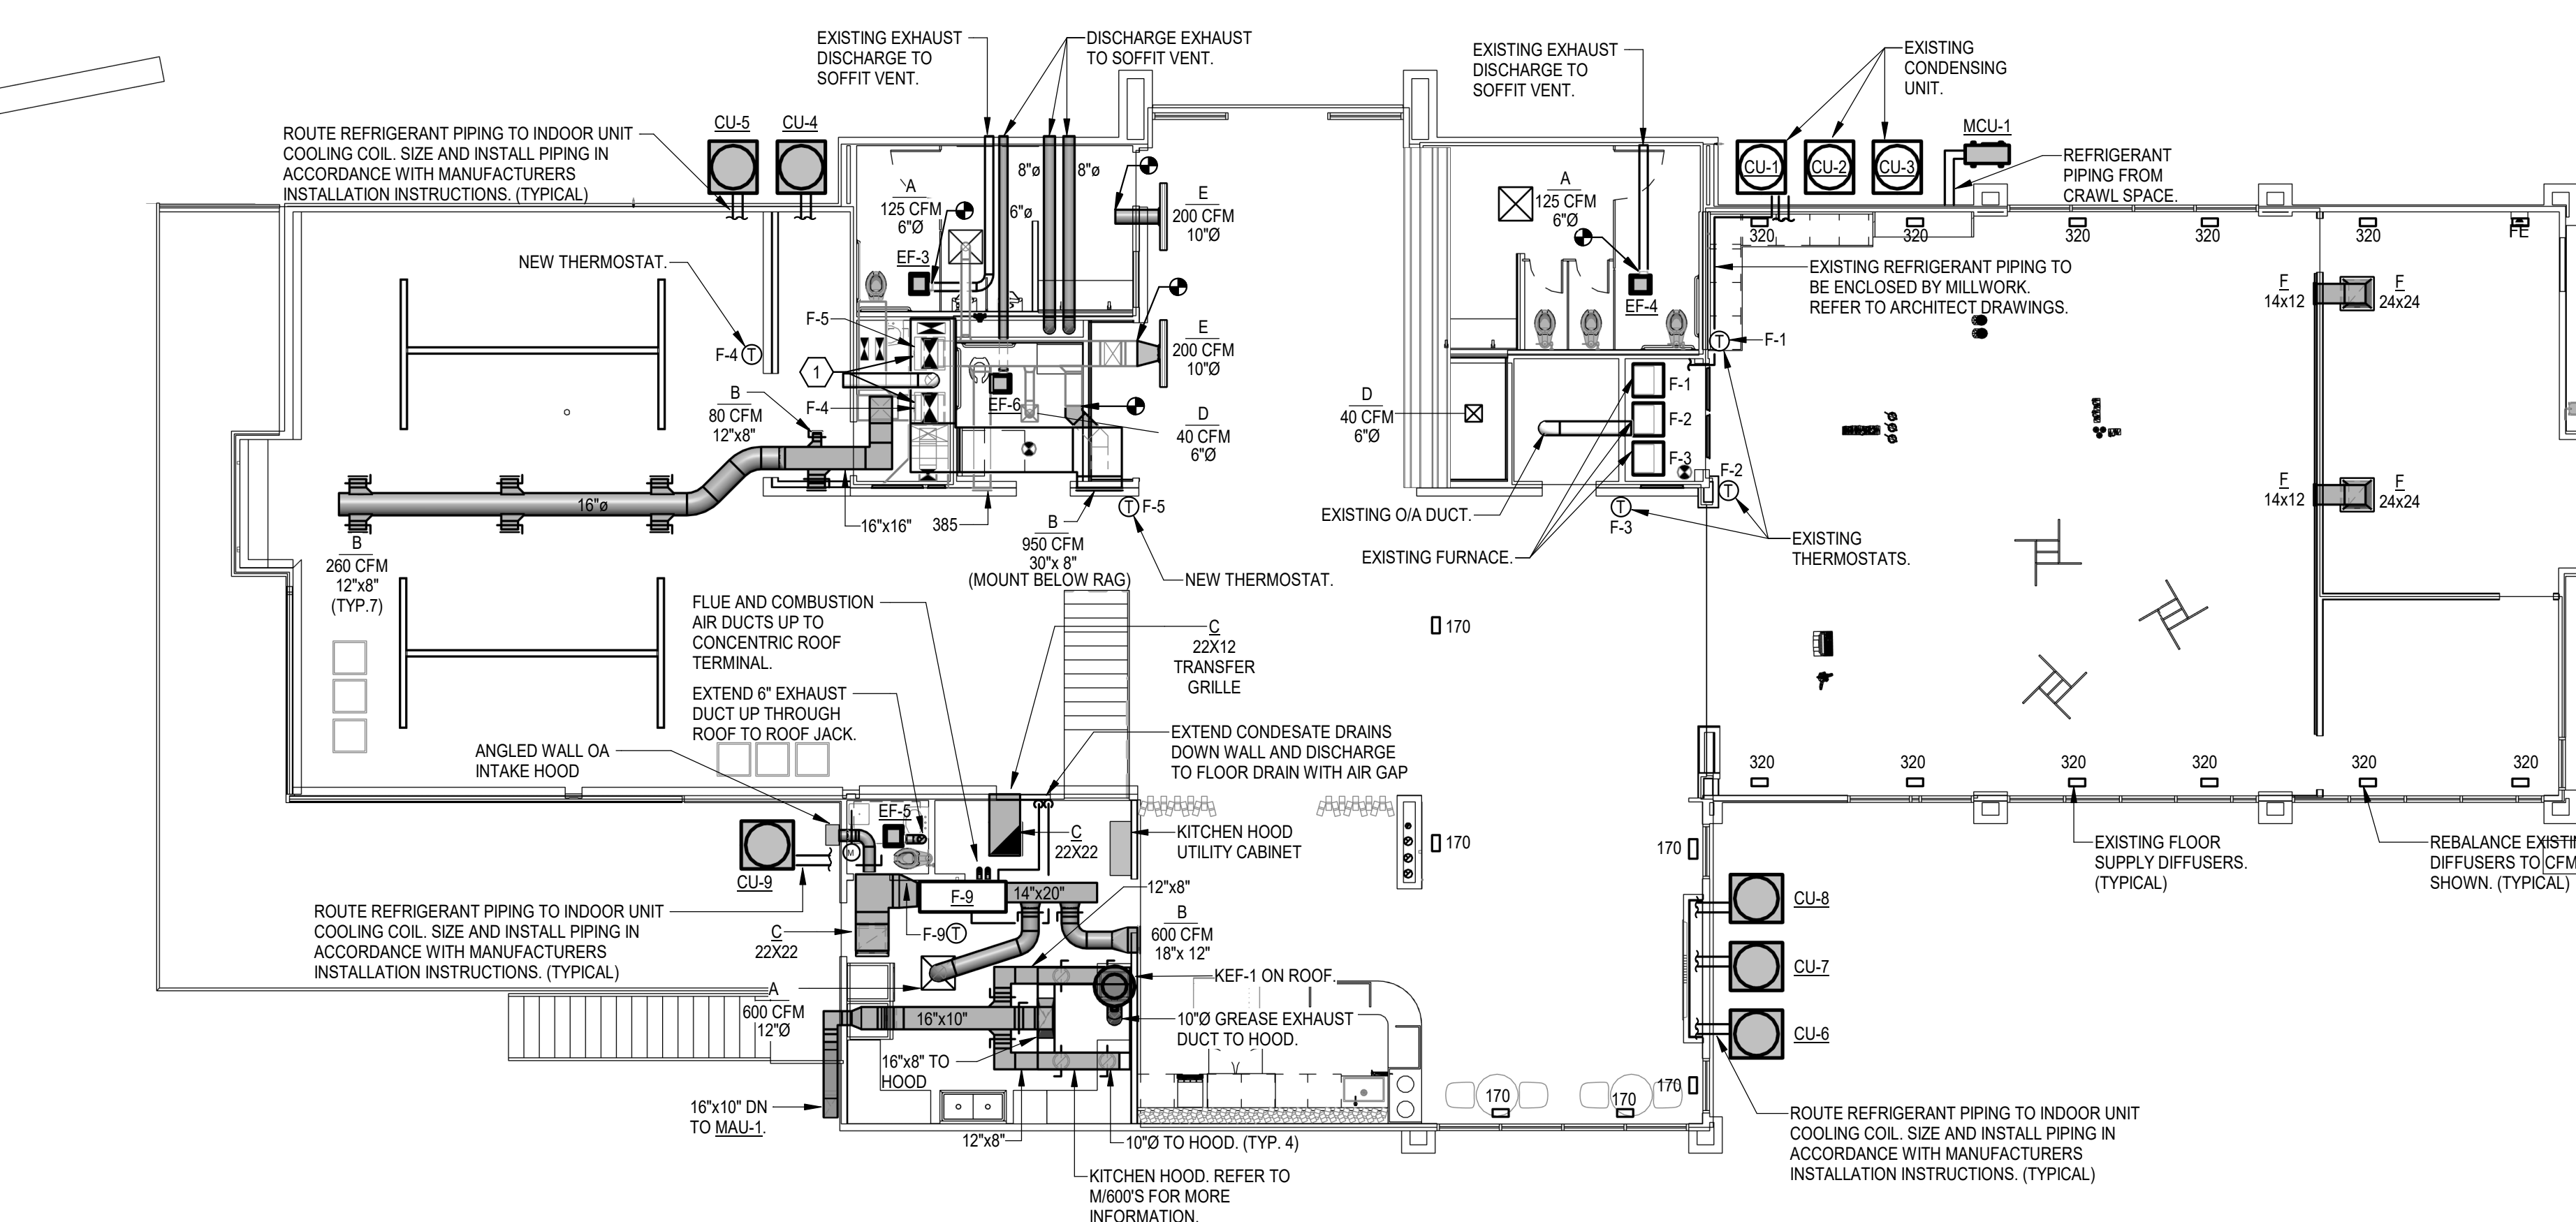 EXISTING EXHAUST
DISCHARGE TO
SOFFIT VENT.
DISCHARGE EXHAUST
TO SOFFIT VENT.
EXISTING EXHAUST
DISCHARGE TO
SOFFIT VENT.
EXISTING
CONDENSING
UNIT.
ROUTE REFRIGERANT PIPING TO INDOOR UNIT
COOLING COIL. SIZE AND INSTALL PIPING IN
ACCORDANCE WITH MANUFACTURERS
INSTALLATION INSTRUCTIONS. (TYPICAL)
CU-5
CU-4
MCU-1
REFRIGERANT
PIPING FROM
CRAWL SPACE.
CU-1
CU-2
CU-3
8"ø
8"ø
6"ø
A
125 CFM
6"Ø
E
200 CFM
10"Ø
A
125 CFM
6"Ø
EF-3
EF-4
320
320
320
320
320
FE
NEW THERMOSTAT.
EXISTING REFRIGERANT PIPING TO
BE ENCLOSED BY MILLWORK.
REFER TO ARCHITECT DRAWINGS.
F
14x12
F
24x24
F-5
F-4
T
1
F-4
E
200 CFM
10"Ø
T
F-1
F-1
F-2
F-3
B
80 CFM
12"x8"
EF-6
D
40 CFM
6"Ø
D
40 CFM
6"Ø
F-2
T
F
14x12
F
24x24
16"ø
16"x16"
385
T
F-5
B
950 CFM
30"x 8"
(MOUNT BELOW RAG)
NEW THERMOSTAT.
EXISTING O/A DUCT.
EXISTING FURNACE.
T
F-3
EXISTING
THERMOSTATS.
B
260 CFM
12"x8"
(TYP.7)
FLUE AND COMBUSTION
AIR DUCTS UP TO
CONCENTRIC ROOF
TERMINAL.
C
22X12
TRANSFER
GRILLE
170
EXTEND 6" EXHAUST
DUCT UP THROUGH
ROOF TO ROOF JACK.
ANGLED WALL OA
INTAKE HOOD
EXTEND CONDESATE DRAINS
DOWN WALL AND DISCHARGE
TO FLOOR DRAIN WITH AIR GAP
320
320
320
320
320
320
EF-5
M
C
22X22
KITCHEN HOOD
UTILITY CABINET
170
170
EXISTING FLOOR
SUPPLY DIFFUSERS.
(TYPICAL)
REBALANCE EXISTIN
DIFFUSERS TO CFM
SHOWN. (TYPICAL)
CU-9
F-9
14"x20"
12"x8"
CU-8
ROUTE REFRIGERANT PIPING TO INDOOR UNIT
COOLING COIL. SIZE AND INSTALL PIPING IN
ACCORDANCE WITH MANUFACTURERS
INSTALLATION INSTRUCTIONS. (TYPICAL)
C
22X22
F-9
T
B
600 CFM
18"x 12"
CU-7
KEF-1 ON ROOF.
A
600 CFM
12"Ø
16"x10"
10"Ø GREASE EXHAUST
DUCT TO HOOD.
CU-6
16"x8" TO
HOOD
170
170
170
16"x10" DN
TO MAU-1.
12"x8"
10"Ø TO HOOD. (TYP. 4)
KITCHEN HOOD. REFER TO
M/600'S FOR MORE
INFORMATION.
ROUTE REFRIGERANT PIPING TO INDOOR UNIT
COOLING COIL. SIZE AND INSTALL PIPING IN
ACCORDANCE WITH MANUFACTURERS
INSTALLATION INSTRUCTIONS. (TYPICAL)